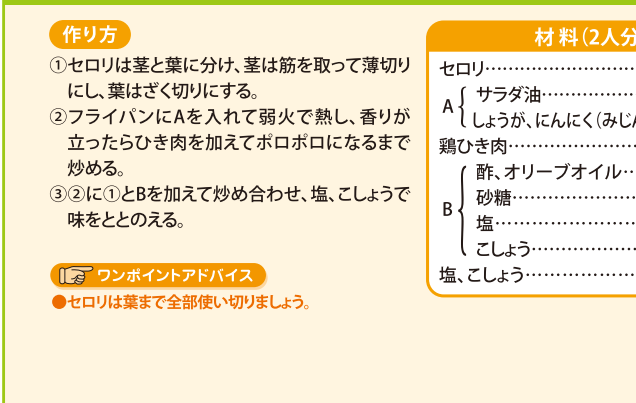 作り方
①セロリは茎と葉に分け、茎は筋を取って薄切り
にし、葉はざく切りにする。
②フライパンにAを入れて弱火で熱し、香りが
立ったらひき肉を加えてポロポロになるまで
炒める。
③②に①とBを加えて炒め合わせ、塩、こしょうで
味をととのえる。
ワンポイントアドバイス
●セロリは葉まで全部使い切りましょう。
材料(2人分
セロリ……………………
A サラダ油………………
しょうが、にんにく(みじん
鶏ひき肉…………………
B 酢、オリーブオイル…
砂糖……………………
塩………………………
こしょう………………
塩、こしょう………………